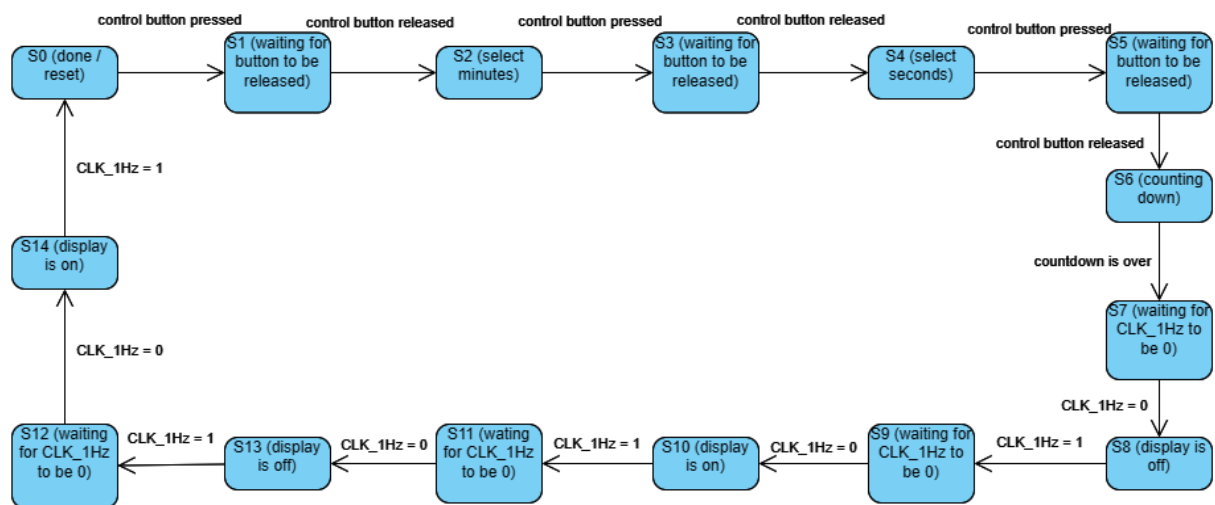 control button pressed
control button released
control button pressed
control button released
control button pressed
S0 (done /
reset)
S1 (waiting for
button to be
released)
S2 (select
minutes)
S3 (waiting for
button to be
released)
S4 (select
seconds)
S5 (waiting for
button to be
released)
control button released
CLK_1Hz = 1
S6 (counting
down)
S14 (display
is on)
countdown is over
S7 (waiting for
CLK_1Hz to
be 0)
CLK_1Hz = 0
CLK_1Hz = 0
S12 (waiting
for CLK_1Hz
to be 0)
CLK_1Hz = 1
S13 (display
is off)
CLK_1Hz = 0
S11 (wating
for CLK_1Hz
to be 0)
CLK_1Hz = 1
S10 (display
is on)
CLK_1Hz = 0
S9 (waiting for
CLK_1Hz to
be 0)
CLK_1Hz = 1
S8 (display is
off)